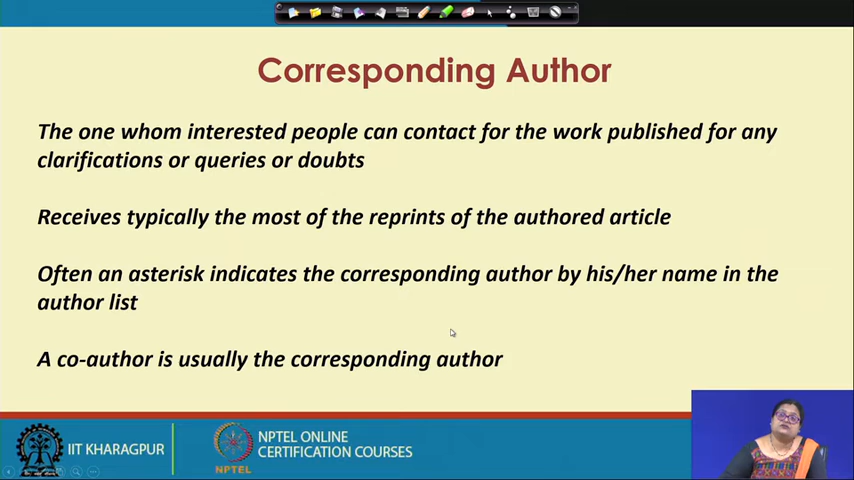 Corresponding Author
The one whom interested people can contact for the work published for any
clarifications or queries or doubts
Receives typically the most of the reprints of the authored article
Often an asterisk indicates the corresponding author by his/her name in the
author list
A co-author is usually the corresponding author
IIT KHARAGPUR
NPTEL
NPTEL ONLINE
CERTIFICATION COURSES